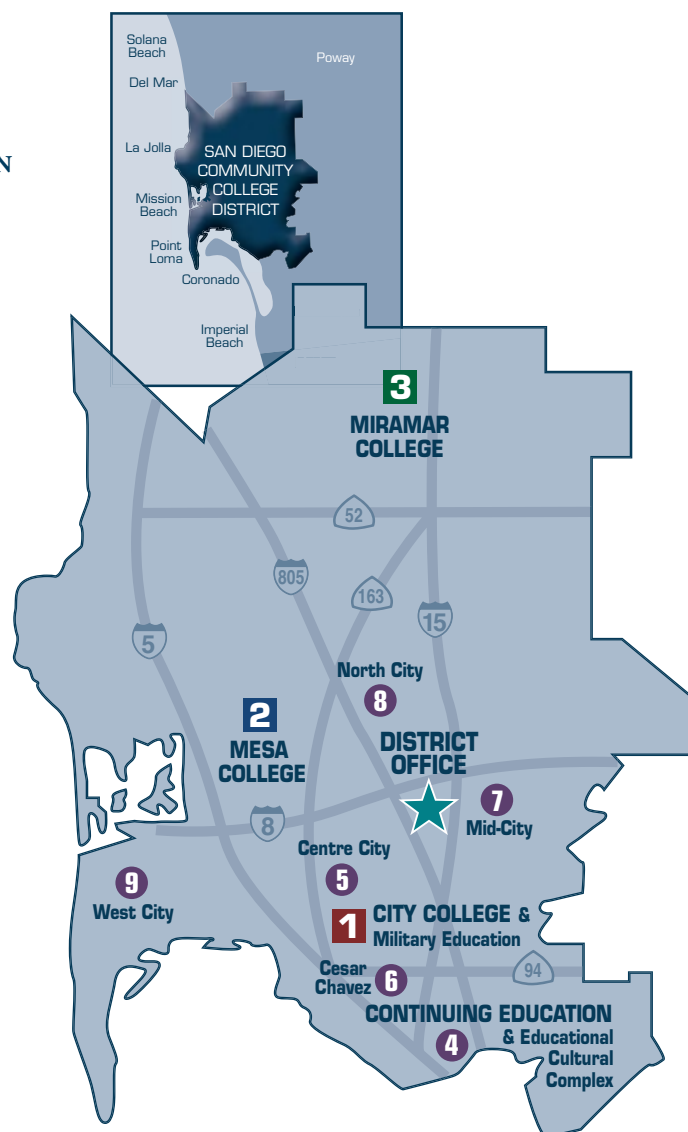 Solana
Beach
Poway
Del Mar
N
La Jolla
SAN DIEGO
COMMUNITY
COLLEGE
DISTRICT
Mission
Beach
Point
Loma
Coronado
Imperial
Beach
3
MIRAMAR
COLLEGE
52
805
163
15
5
North City
8
2
MESA
COLLEGE
DISTRICT
OFFICE
7
Mid-City
8
Centre City
5
9
West City
1
CITY COLLEGE &
Military Education
Cesar
Chavez
6
94
CONTINUING EDUCATION
4
& Educational
Cultural
Complex